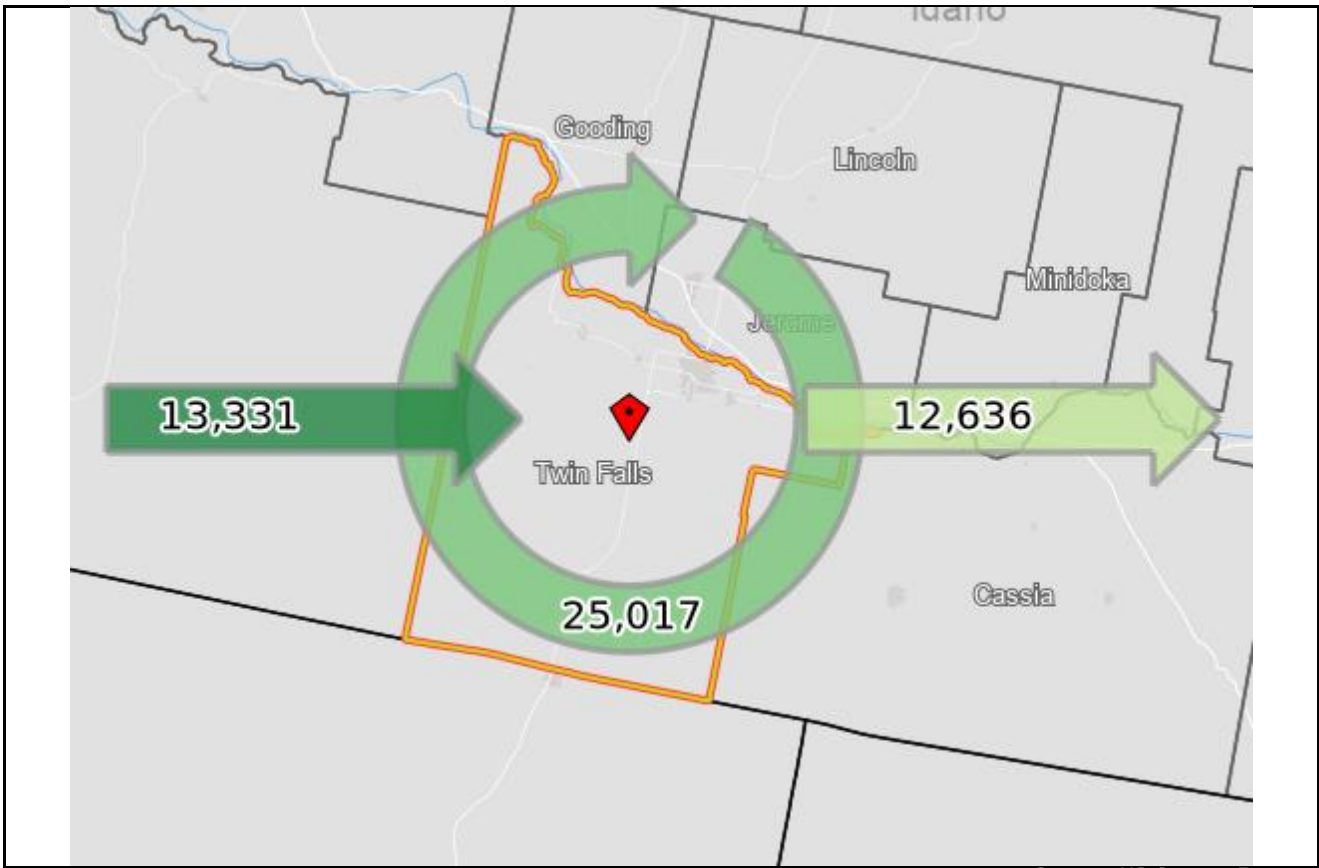 Idaho
Gooding
Lincoln
Minidoka
Jerome
13,331
12,636
Twin Falls
Cassia
25,017